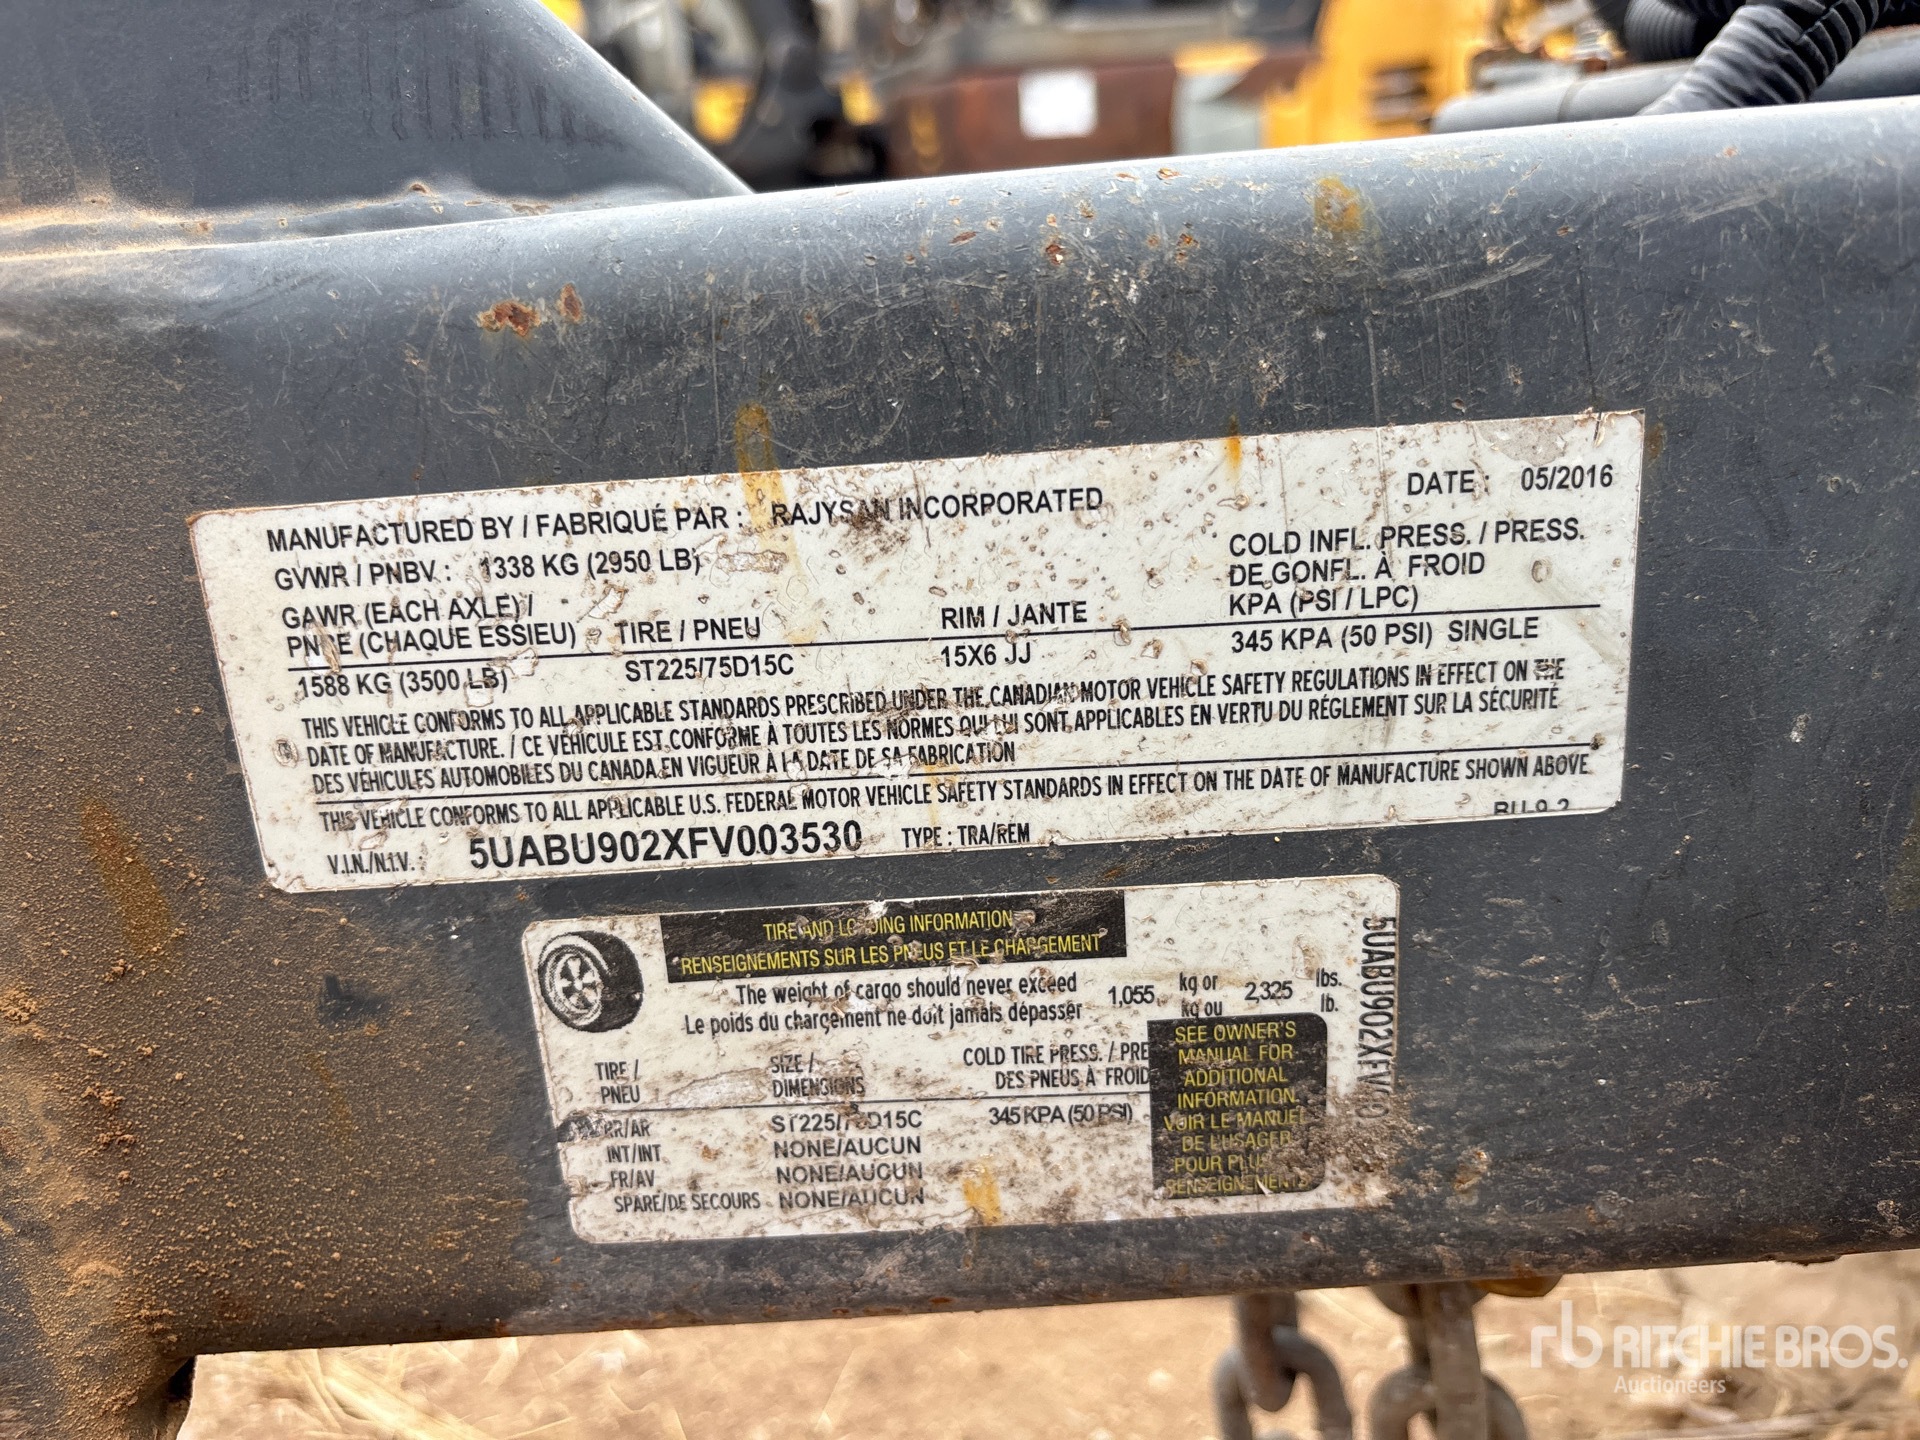 MANUFACTURED BY / FABRIQUÉ PAR : RAJYSAN INCORPORATED DATE : 05/2016
GVWR / PNBV : 1338 KG (2950 LB)
COLD INFL. PRESS. / PRESS.
DE GONFL. À FROID
KPA (PSI / LPC)
GAWR (EACH AXLE) /
PNBE (CHAQUE ESSIEU) TIRE / PNEU RIM / JANTE
1588 KG (3500 LB) ST225/75D15C 15X6 JJ 345 KPA (50 PSI) SINGLE
THIS VEHICLE CONFORMS TO ALL APPLICABLE STANDARDS PRESCRIBED UNDER THE CANADIAN MOTOR VEHICLE SAFETY REGULATIONS IN EFFECT ON THE
DATE OF MANUFACTURE. / CE VÉHICULE EST CONFORME À TOUTES LES NORMES QUI LUI SONT APPLICABLES EN VERTU DU RÉGLEMENT SUR LA SÉCURITÉ
DES VÉHICULES AUTOMOBILES DU CANADA EN VIGUEUR À LA DATE DE SA FABRICATION
THIS VEHICLE CONFORMS TO ALL APPLICABLE U.S. FEDERAL MOTOR VEHICLE SAFETY STANDARDS IN EFFECT ON THE DATE OF MANUFACTURE SHOWN ABOVE
V.I.N./N.I.V. : 5UABU902XFV003530 TYPE : TRA/REM
TIRE AND LOADING INFORMATION
RENSEIGNEMENTS SUR LES PNEUS ET LE CHARGEMENT
The weight of cargo should never exceed 1,055 kg or 2,325 lbs.
Le poids du chargement ne doit jamais dépasser kg ou lb.
TIRE / SIZE / COLD TIRE PRESS. / PRE
PNEU DIMENSIONS DES PNEUS À FROID
RR/AR ST225/75D15C 345 KPA (50 PSI)
INT/INT NONE/AUCUN
FR/AV NONE/AUCUN
SPARE/DE SECOURS NONE/AUCUN
SEE OWNER'S
MANUAL FOR
ADDITIONAL
INFORMATION.
VOIR LE MANUEL
DE L'USAGER
POUR PLUS
RENSEIGNEMENTS
rb RITCHIE BROS.
Auctioneers